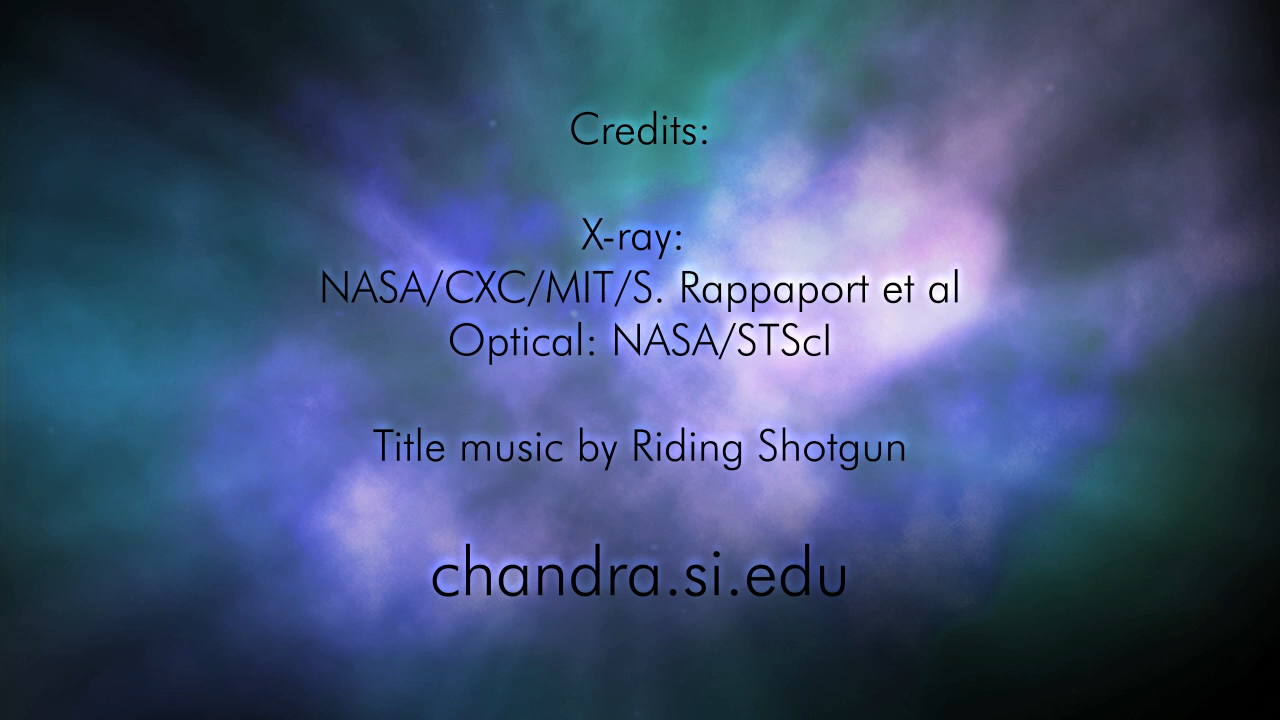 Credits:
X-ray:
NASA/CXC/MIT/S. Rappaport et al
Optical: NASA/STScI
Title music by Riding Shotgun
chandra.si.edu